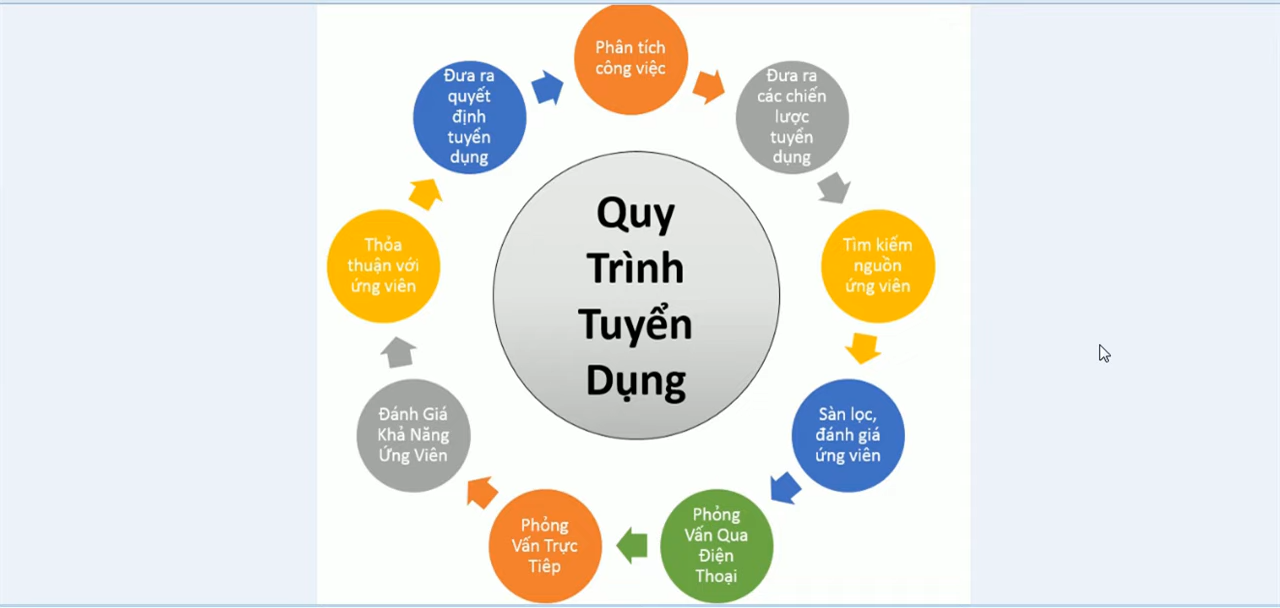 Phân tích
công việc
Đưa ra
các chiến
lược
tuyển
dụng
Tìm kiếm
nguồn
ứng viên
Sàn lọc,
đánh giá
ứng viên
Phỏng
Vấn Qua
Điện
Thoại
Phỏng
Vấn Trực
Tiêp
Đánh Giá
Khả Năng
Ứng Viên
Thỏa
thuận với
ứng viên
Đưa ra
quyết
định
tuyển
dụng
Quy
Trình
Tuyển
Dụng